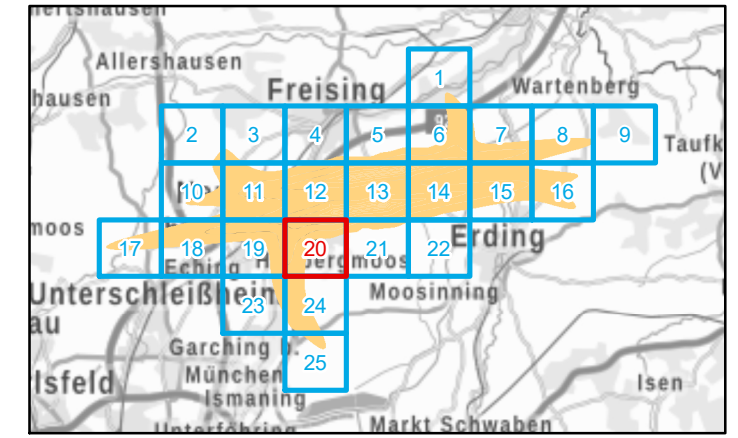 Allershausen
1
hausen
Freising
Wartenberg
2 3 4 5 6 7 8 9
Taufk
(V
10 11 12 13 14 15 16
moos
17 18 19 20 21 22
Erding
Eching
Unterschleißheim
Moosinning
23 24
au
Garching b.
München
25
lsfeld
Isen
Ismaning
Markt Schwaben
Unterföhring